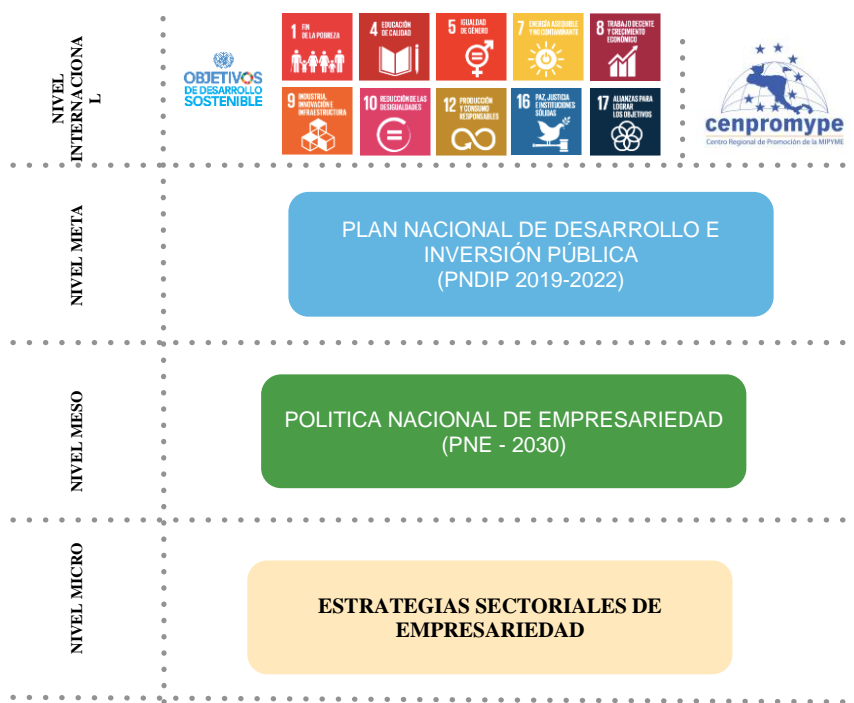 NIVEL
INTERNACIONA
L
OBJETIVOS
DE DESARROLLO
SOSTENIBLE
1 FIN
DE LA POBREZA
4 EDUCACIÓN
DE CALIDAD
5 IGUALDAD
DE GÉNERO
7 ENERGÍA ASEQUIBLE
Y NO CONTAMINANTE
8 TRABAJO DECENTE
Y CRECIMIENTO
ECONÓMICO
9 INDUSTRIA,
INNOVACIÓN E
INFRAESTRUCTURA
10 REDUCCIÓN DE LAS
DESIGUALDADES
12 PRODUCCIÓN
Y CONSUMO
RESPONSABLES
16 PAZ, JUSTICIA
E INSTITUCIONES
SÓLIDAS
17 ALIANZAS PARA
LOGRAR
LOS OBJETIVOS
cenpromype
Centro Regional de Promoción de la MIPYME
NIVEL META
PLAN NACIONAL DE DESARROLLO E
INVERSIÓN PÚBLICA
(PNDIP 2019-2022)
NIVEL MESO
POLITICA NACIONAL DE EMPRESARIEDAD
(PNE - 2030)
NIVEL MICRO
ESTRATEGIAS SECTORIALES DE
EMPRESARIEDAD